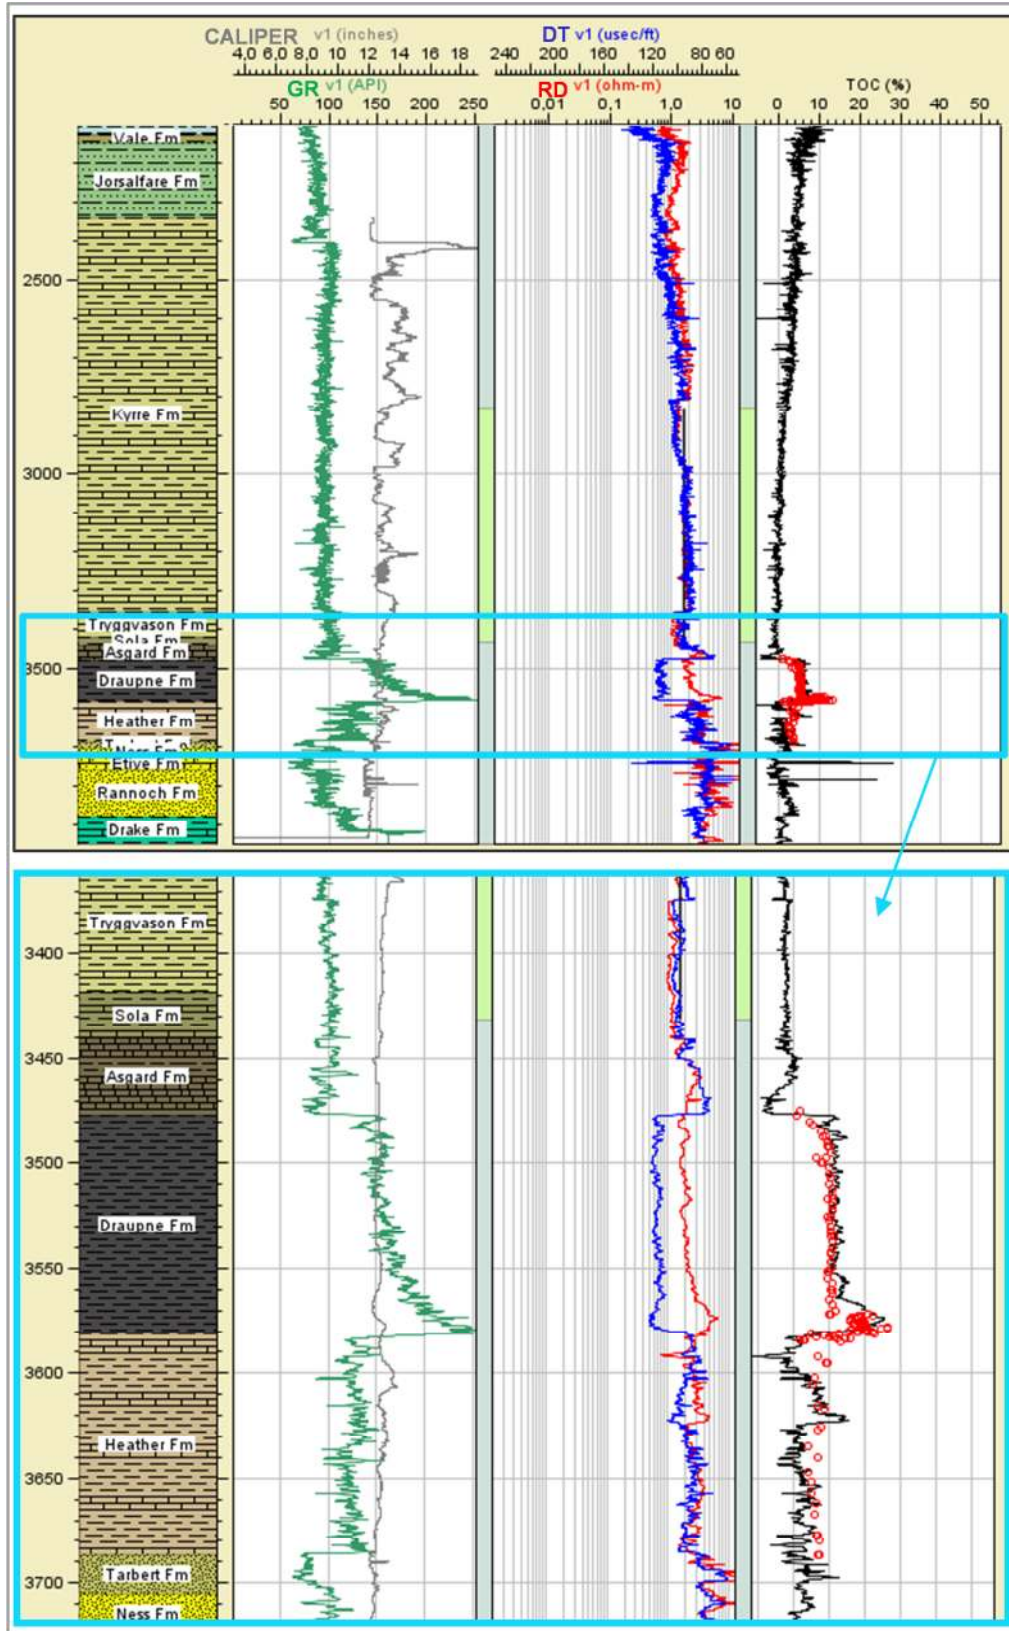 CALIPER v1 (inches)
4,0 6,0 8,0 10 12 14 16 18
GR v1 (API)
50 100 150 200 250
DT v1 (usec/ft)
240 200 160 120 80 60
RD v1 (ohm-m)
0,01 0,1 1,0 10
TOC (%)
0 10 20 30 40 50
Vale Fm
Jorsalfare Fm
2500
Kyrre Fm
3000
Tryggvason Fm
Sola Fm
Asgard Fm
3500
Draupne Fm
Heather Fm
Ness Fm
Etive Fm
Rannoch Fm
Drake Fm
Tryggvason Fm
3400
Sola Fm
3450
Asgard Fm
3500
Draupne Fm
3550
3600
Heather Fm
3650
Tarbert Fm
3700
Ness Fm